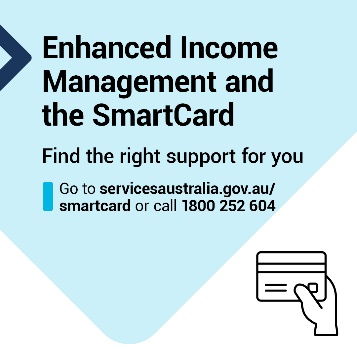 Enhanced Income
Management and
the SmartCard
Find the right support for you
Go to servicesaustralia.gov.au/
smartcard or call 1800 252 604